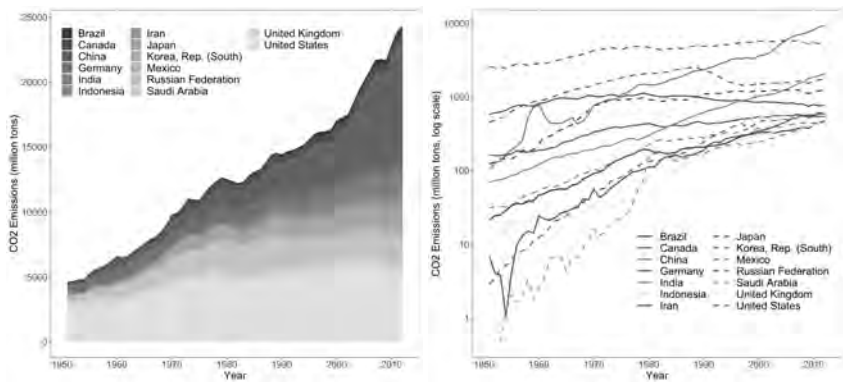 25000
20000
15000
10000
5000
0
CO2 Emissions (million tons)
Brazil
Canada
China
Germany
India
Indonesia
Iran
Japan
Korea, Rep. (South)
Mexico
Russian Federation
Saudi Arabia
United Kingdom
United States
1950 1960 1970 1980 1990 2000 2010
Year
10000
1000
100
10
1
CO2 Emissions (million tons, log scale)
Brazil
Canada
China
Germany
India
Indonesia
Iran
Japan
Korea, Rep. (South)
Mexico
Russian Federation
Saudi Arabia
United Kingdom
United States
1950 1960 1970 1980 1990 2000 2010
Year